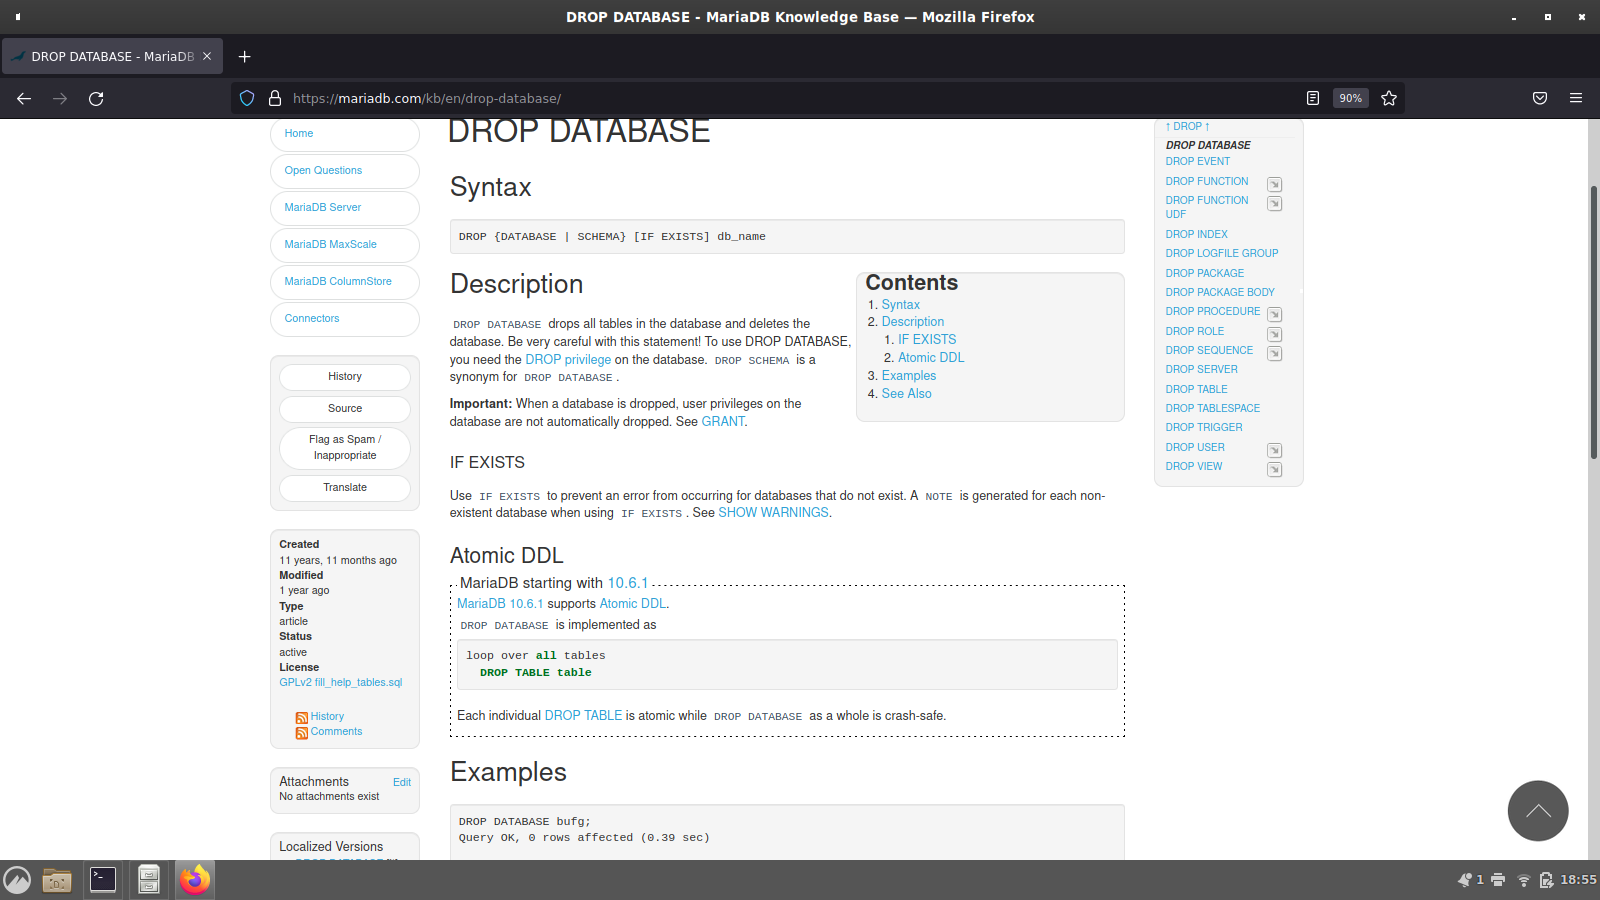 DROP DATABASE - MariaDB Knowledge Base — Mozilla Firefox
DROP DATABASE - MariaDB
https://mariadb.com/kb/en/drop-database/
90%
Home
Open Questions
MariaDB Server
MariaDB MaxScale
MariaDB ColumnStore
Connectors
History
Source
Flag as Spam /
Inappropriate
Translate
Created
11 years, 11 months ago
Modified
1 year ago
Type
article
Status
active
License
GPLv2 fill_help_tables.sql
History
Comments
Attachments Edit
No attachments exist
Localized Versions
DROP DATABASE
Syntax
DROP {DATABASE | SCHEMA} [IF EXISTS] db_name
Description
DROP DATABASE drops all tables in the database and deletes the
database. Be very careful with this statement! To use DROP DATABASE,
you need the DROP privilege on the database. DROP SCHEMA is a
synonym for DROP DATABASE.
Important: When a database is dropped, user privileges on the
database are not automatically dropped. See GRANT.
Contents
1. Syntax
2. Description
1. IF EXISTS
2. Atomic DDL
3. Examples
4. See Also
IF EXISTS
Use IF EXISTS to prevent an error from occurring for databases that do not exist. A NOTE is generated for each non-
existent database when using IF EXISTS. See SHOW WARNINGS.
Atomic DDL
MariaDB starting with 10.6.1
MariaDB 10.6.1 supports Atomic DDL.
DROP DATABASE is implemented as
loop over all tables
DROP TABLE table
Each individual DROP TABLE is atomic while DROP DATABASE as a whole is crash-safe.
Examples
DROP DATABASE bufg;
Query OK, 0 rows affected (0.39 sec)
↑ DROP ↑
DROP DATABASE
DROP EVENT
DROP FUNCTION
DROP FUNCTION
UDF
DROP INDEX
DROP LOGFILE GROUP
DROP PACKAGE
DROP PACKAGE BODY
DROP PROCEDURE
DROP ROLE
DROP SEQUENCE
DROP SERVER
DROP TABLE
DROP TABLESPACE
DROP TRIGGER
DROP USER
DROP VIEW
1
18:55